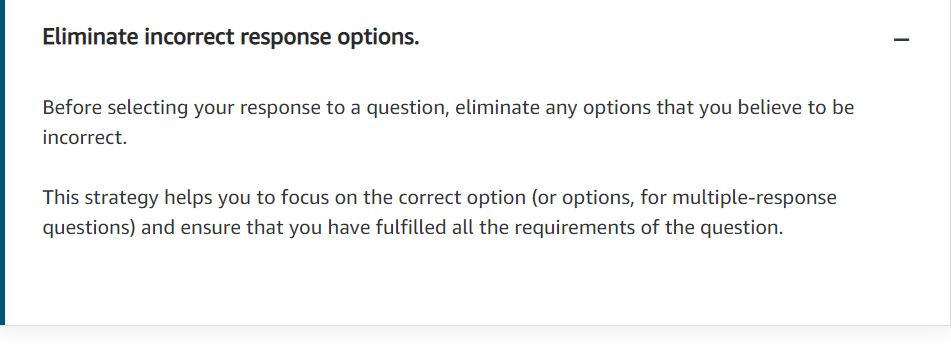 Eliminate incorrect response options.
Before selecting your response to a question, eliminate any options that you believe to be
incorrect.
This strategy helps you to focus on the correct option (or options, for multiple-response
questions) and ensure that you have fulfilled all the requirements of the question.